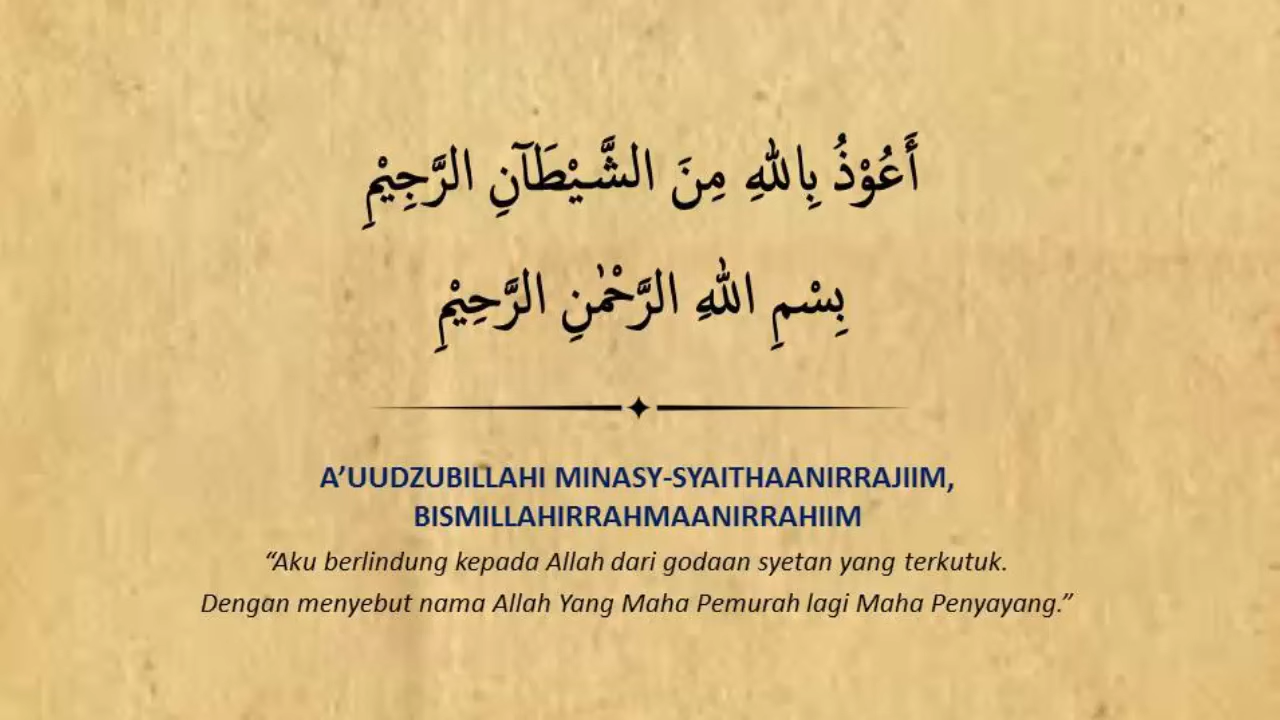 أَعُوْذُ بِاللهِ مِنَ الشَّيْطَآنِ الرَّجِيْمِ
بِسْمِ اللهِ الرَّحْمٰنِ الرَّحِيْمِ
A’UUDZUBILLAHI MINASY-SYAITHAANIRRAJIIM,
BISMILLAHIRRAHMAANIRRAHIIM
“Aku berlindung kepada Allah dari godaan syetan yang terkutuk.
Dengan menyebut nama Allah Yang Maha Pemurah lagi Maha Penyayang.”